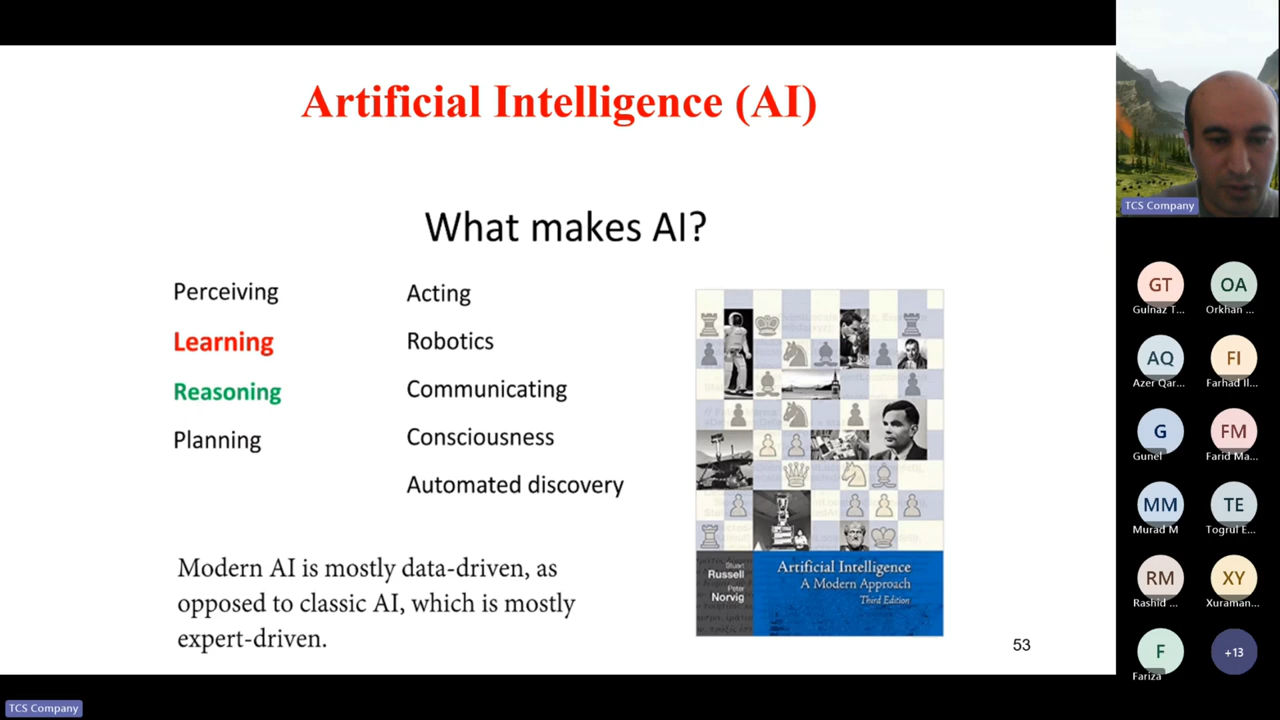 Artificial Intelligence (AI)
What makes AI?
Perceiving
Learning
Reasoning
Planning
Acting
Robotics
Communicating
Consciousness
Automated discovery
Modern AI is mostly data-driven, as
opposed to classic AI, which is mostly
expert-driven.
Stuart
Russell
Peter
Norvig
Artificial Intelligence
A Modern Approach
Third Edition
53
TCS Company
TCS Company
GT
Gulnaz T...
OA
Orkhan ...
AQ
Azer Qar...
FI
Farhad Il...
G
Gunel
FM
Farid Ma...
MM
Murad M
TE
Togrul E...
RM
Rashid ...
XY
Xuraman...
F
Fariza
+13